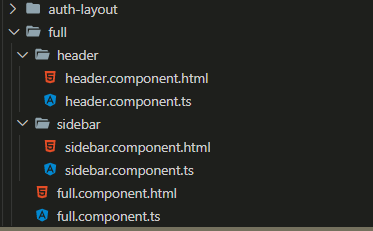 auth-layout
full
header
header.component.html
header.component.ts
sidebar
sidebar.component.html
sidebar.component.ts
full.component.html
full.component.ts